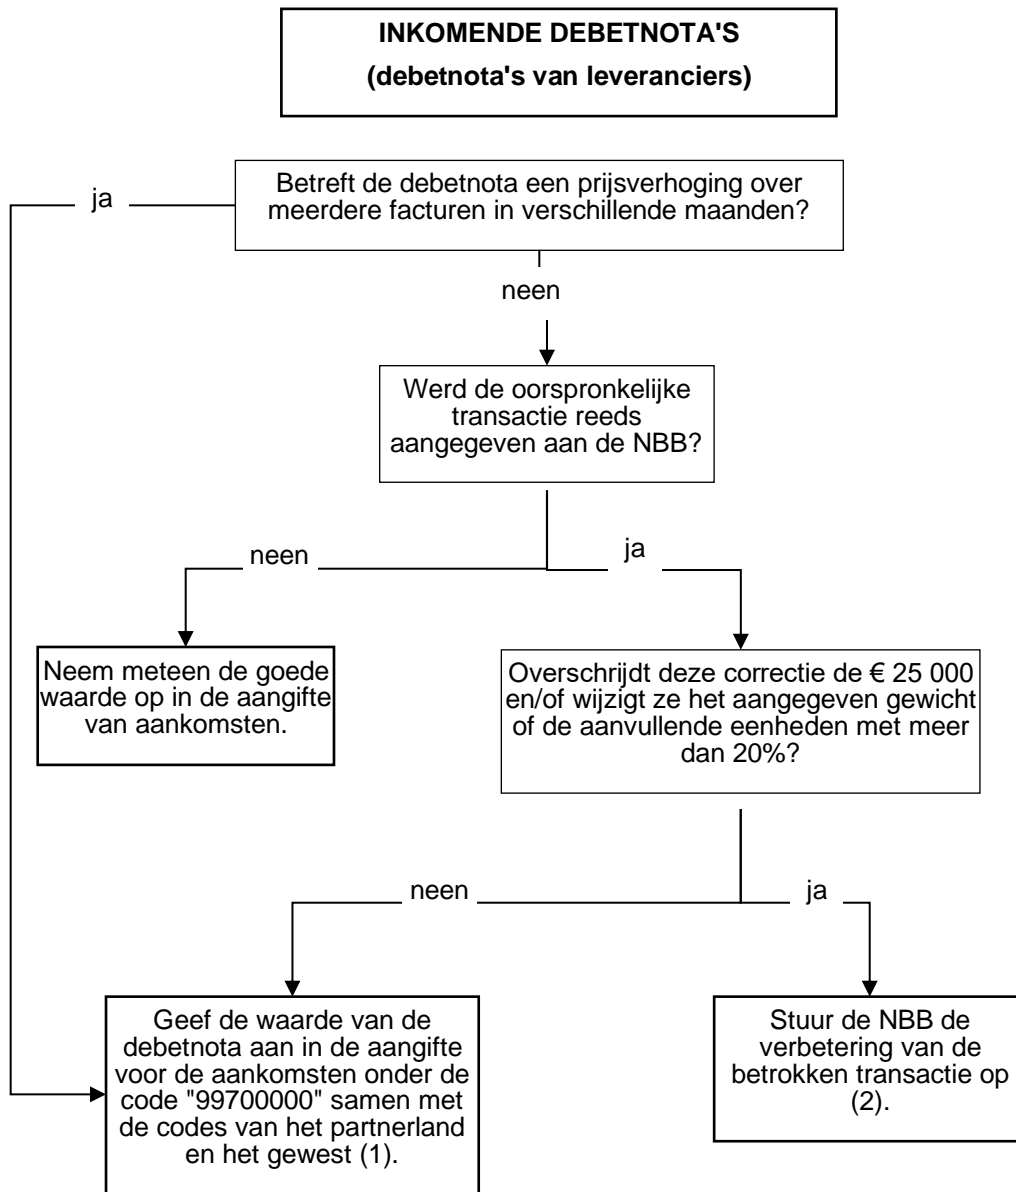 INKOMENDE DEBETNOTA'S
(debetnota's van leveranciers)
Betreft de debetnota een prijsverhoging over
meerdere facturen in verschillende maanden?
ja
neen
Werd de oorspronkelijke
transactie reeds
aangegeven aan de NBB?
neen
ja
Neem meteen de goede
waarde op in de aangifte
van aankomsten.
Overschrijdt deze correctie de € 25 000
en/of wijzigt ze het aangegeven gewicht
of de aanvullende eenheden met meer
dan 20%?
neen
ja
Geef de waarde van de
debetnota aan in de aangifte
voor de aankomsten onder de
code "99700000" samen met
de codes van het partnerland
en het gewest (1).
Stuur de NBB de
verbetering van de
betrokken transactie op
(2).